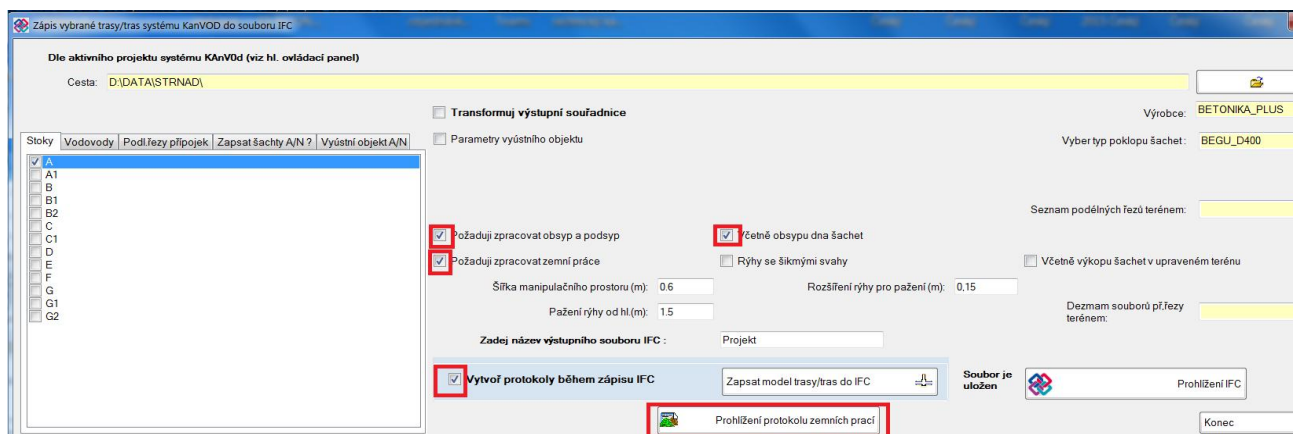 Zápis vybrané trasy/tras systému KanVOD do souboru IFC
Dle aktivního projektu systému KAnV0d (viz hl. ovládací panel)
Cesta: D:\DATA\STRNAD\
Transformuj výstupní souřadnice
Výrobce: BETONIKA_PLUS
Stoky Vodovody Podl.řezy přípojek Zapsat šachty A/N ? Vyústní objekt A/N
Parametry vyústního objektu
Vyber typ poklopu šachet: BEGU_D400
A
A1
B
B1
B2
C
C1
D
E
F
G
G1
G2
Seznam podélných řezů terénem:
Požaduji zpracovat obsyp a podsyp
Včetně obsypu dna šachet
Požaduji zpracovat zemní práce
Rýhy se šikmými svahy
Včetně výkopu šachet v upraveném terénu
Šířka manipulačního prostoru (m): 0.6
Rozšíření rýhy pro pažení (m): 0,15
Pažení rýhy od hl.(m): 1.5
Dezmam souborů př.řezy
terénem:
Zadej název výstupního souboru IFC : Projekt
Vytvoř protokoly během zápisu IFC
Zapsat model trasy/tras do IFC
Soubor je
uložen
Prohlížení IFC
Prohlížení protokolu zemních prací
Konec